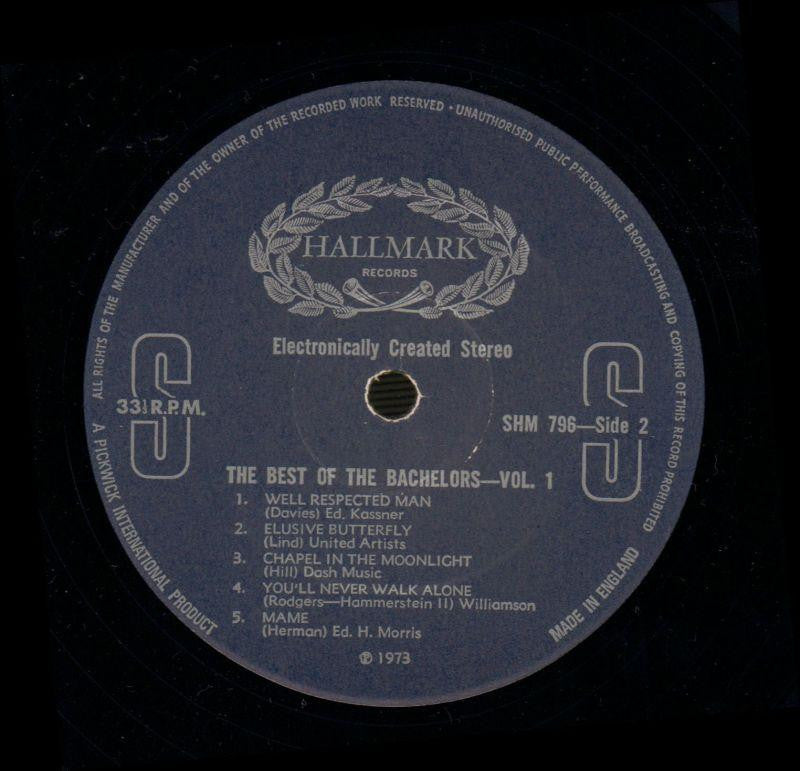 ALL RIGHTS OF THE MANUFACTURER AND OF THE OWNER OF THE RECORDED WORK RESERVED • UNAUTHORISED PUBLIC PERFORMANCE BROADCASTING AND COPYING OF THIS RECORD PROHIBITED
HALLMARK
RECORDS
Electronically Created Stereo
S
S
33⅓ R.P.M.
SHM 796—Side 2
THE BEST OF THE BACHELORS—VOL. 1
1. WELL RESPECTED MAN
(Davies) Ed. Kassner
2. ELUSIVE BUTTERFLY
(Lind) United Artists
3. CHAPEL IN THE MOONLIGHT
(Hill) Dash Music
4. YOU'LL NEVER WALK ALONE
(Rodgers—Hammerstein II) Williamson
5. MAME
(Herman) Ed. H. Morris
℗ 1973
A PICKWICK INTERNATIONAL PRODUCT
MADE IN ENGLAND